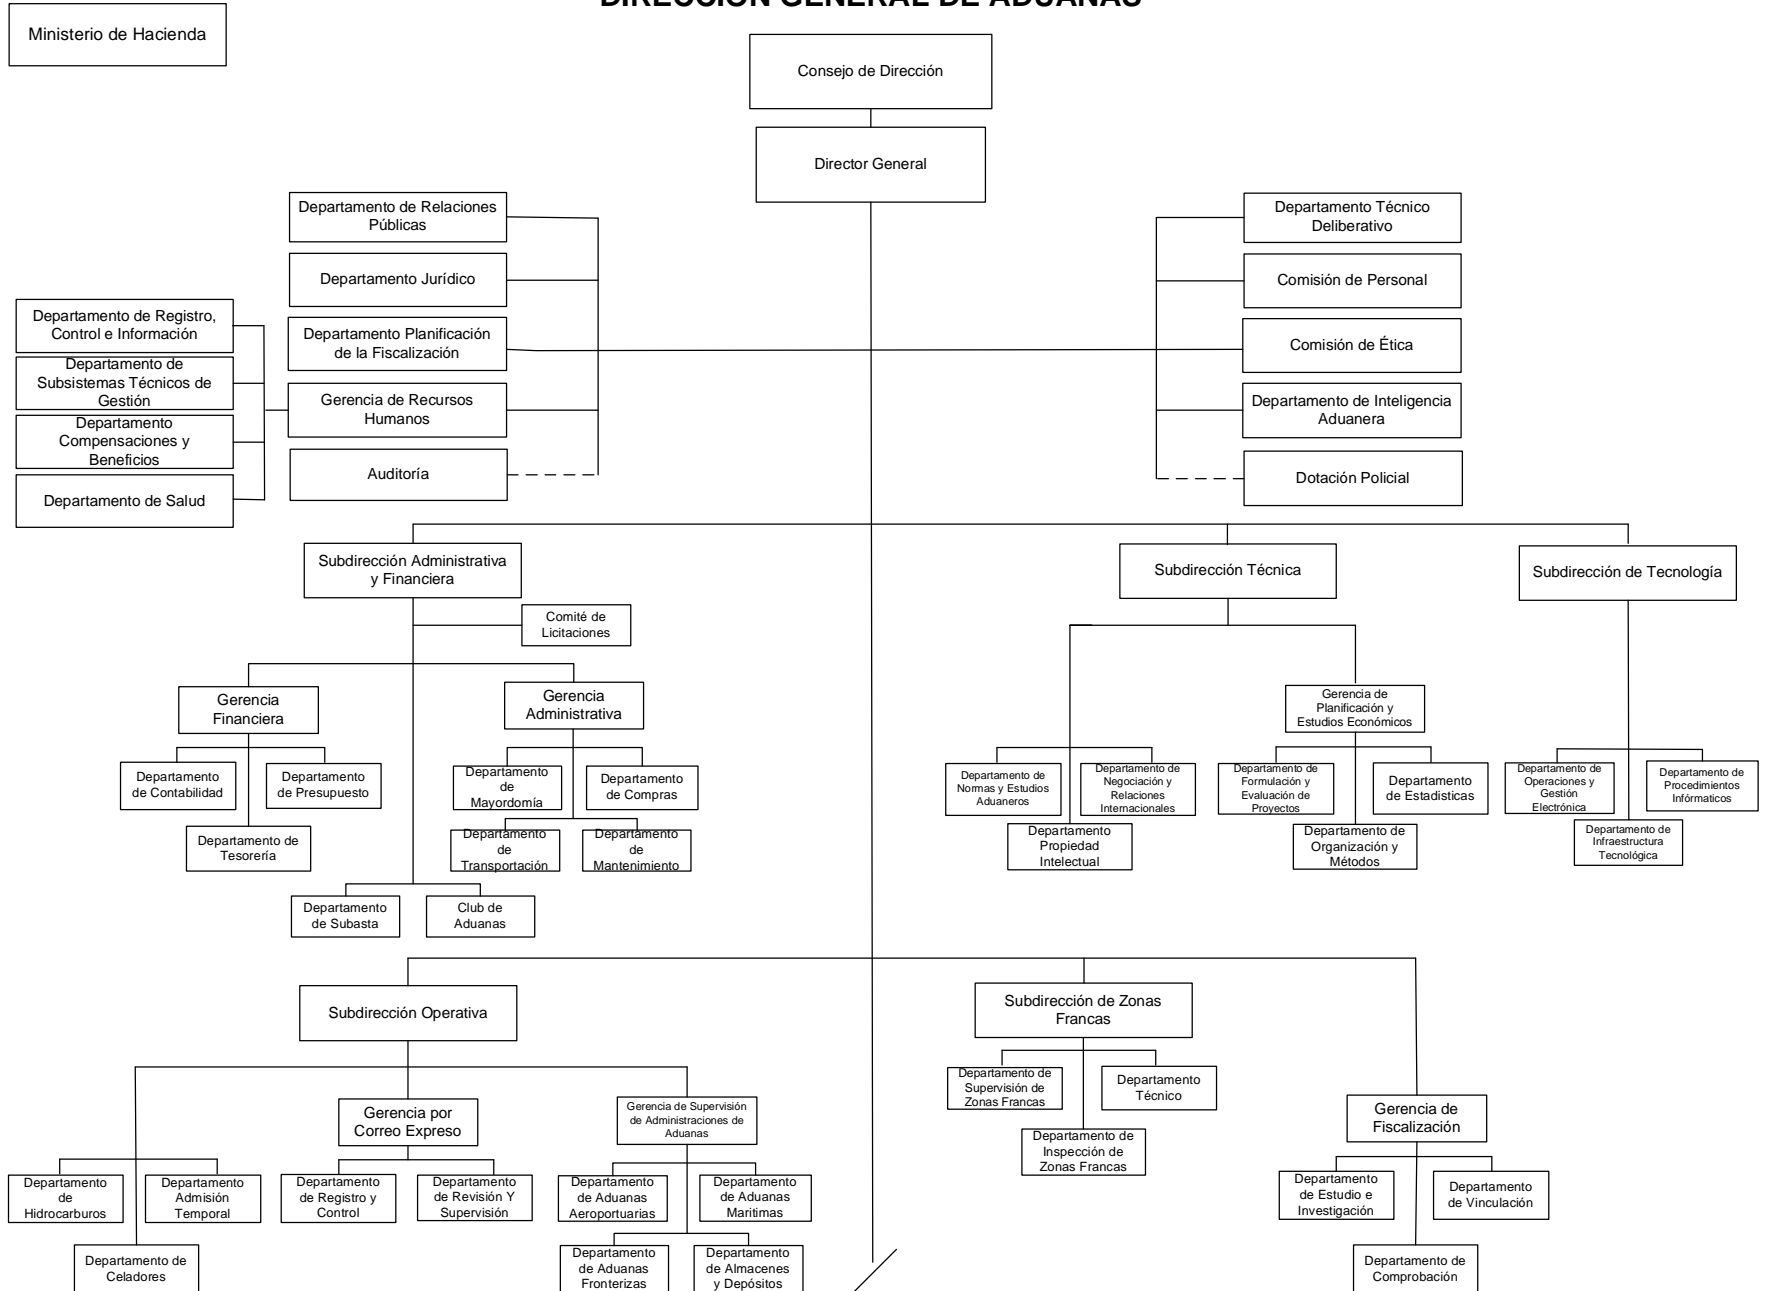 DIRECCIÓN GENERAL DE ADUANAS
Ministerio de Hacienda
Consejo de Dirección
Director General
Departamento de Relaciones
Públicas
Departamento Jurídico
Departamento Planificación
de la Fiscalización
Gerencia de Recursos
Humanos
Auditoría
Departamento de Registro,
Control e Información
Departamento de
Subsistemas Técnicos de
Gestión
Departamento
Compensaciones y
Beneficios
Departamento de Salud
Departamento Técnico
Deliberativo
Comisión de Personal
Comisión de Ética
Departamento de Inteligencia
Aduanera
Dotación Policial
Subdirección Administrativa
y Financiera
Subdirección Técnica
Subdirección de Tecnología
Comité de
Licitaciones
Gerencia
Financiera
Gerencia
Administrativa
Gerencia de
Planificación y
Estudios Económicos
Departamento
de Contabilidad
Departamento
de Presupuesto
Departamento de
Tesorería
Departamento
de
Mayordomía
Departamento
de Compras
Departamento
de
Transportación
Departamento
de
Mantenimiento
Departamento
de Subasta
Club de
Aduanas
Departamento de
Normas y Estudios
Aduaneros
Departamento de
Negociación y
Relaciones
Internacionales
Departamento
Propiedad
Intelectual
Departamento de
Formulación y
Evaluación de
Proyectos
Departamento
de Estadisticas
Departamento de
Organización y
Métodos
Departamento de
Operaciones y
Gestión
Electrónica
Departamento de
Procedimientos
Infórmaticos
Departamento de
Infraestructura
Tecnológica
Subdirección Operativa
Subdirección de Zonas
Francas
Gerencia por
Correo Expreso
Gerencia de Supervisión
de Administraciones de
Aduanas
Departamento
de
Hidrocarburos
Departamento
Admisión
Temporal
Departamento de
Celadores
Departamento
de Registro y
Control
Departamento
de Revisión Y
Supervisión
Departamento
de Aduanas
Aeroportuarias
Departamento
de Aduanas
Maritimas
Departamento
de Aduanas
Fronterizas
Departamento
de Almacenes
y Depósitos
Departamento de
Supervisión de
Zonas Francas
Departamento
Técnico
Departamento de
Inspección de
Zonas Francas
Gerencia de
Fiscalización
Departamento
de Estudio e
Investigación
Departamento
de Vinculación
Departamento de
Comprobación